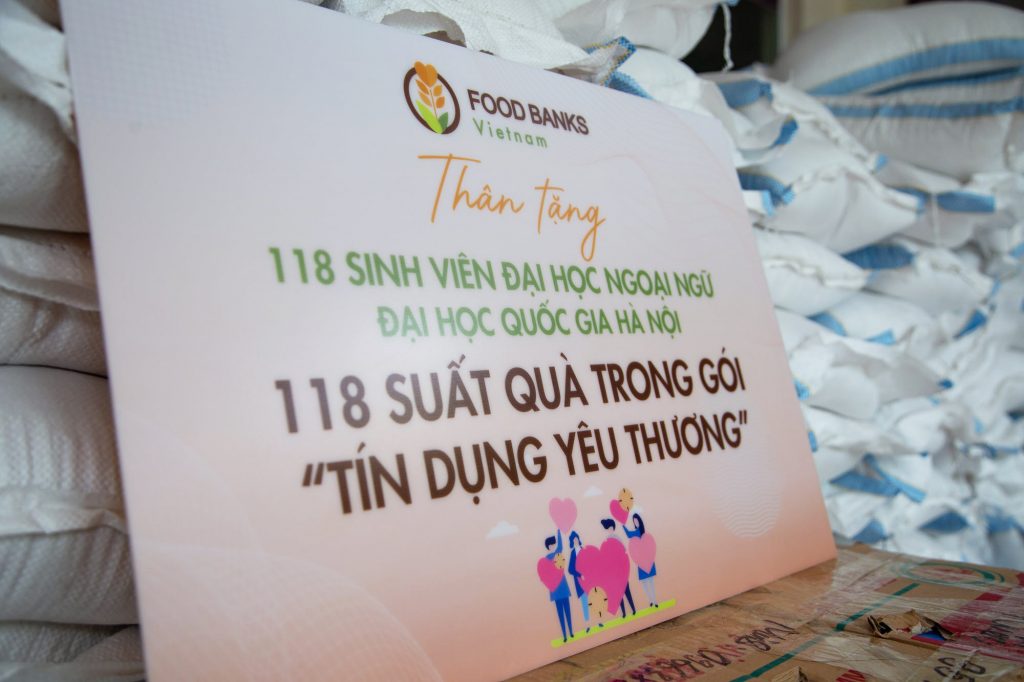 FOOD BANKS
Vietnam
Thân tặng
118 SINH VIÊN ĐẠI HỌC NGOẠI NGỮ
ĐẠI HỌC QUỐC GIA HÀ NỘI
118 SUẤT QUÀ TRONG GÓI
“TÍN DỤNG YÊU THƯƠNG”